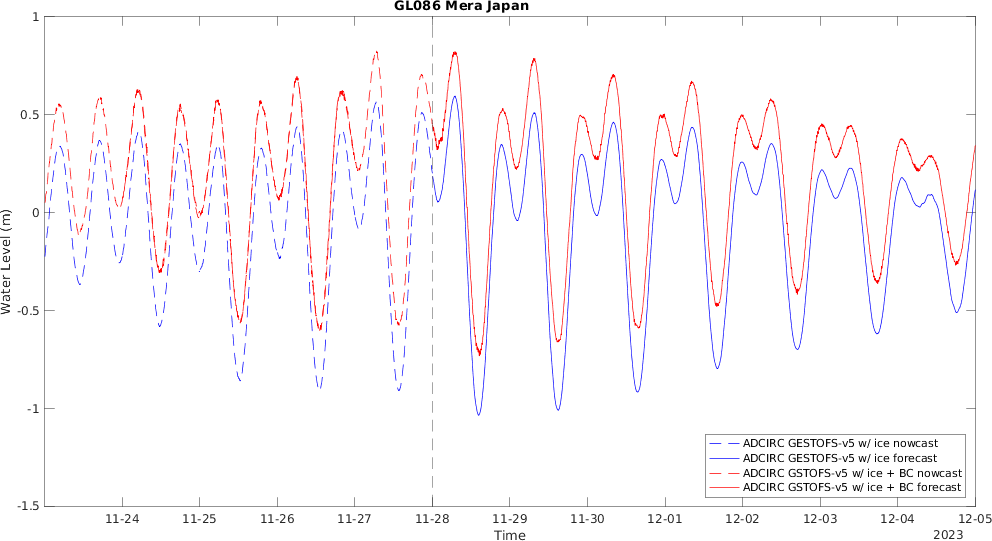 GL086 Mera Japan
1
0.5
0
-0.5
-1
-1.5
Water Level (m)
11-24
11-25
11-26
11-27
11-28
11-29
11-30
12-01
12-02
12-03
12-04
12-05
Time
2023
ADCIRC GESTOFS-v5 w/ ice nowcast
ADCIRC GESTOFS-v5 w/ ice forecast
ADCIRC GSTOFS-v5 w/ ice + BC nowcast
ADCIRC GSTOFS-v5 w/ ice + BC forecast